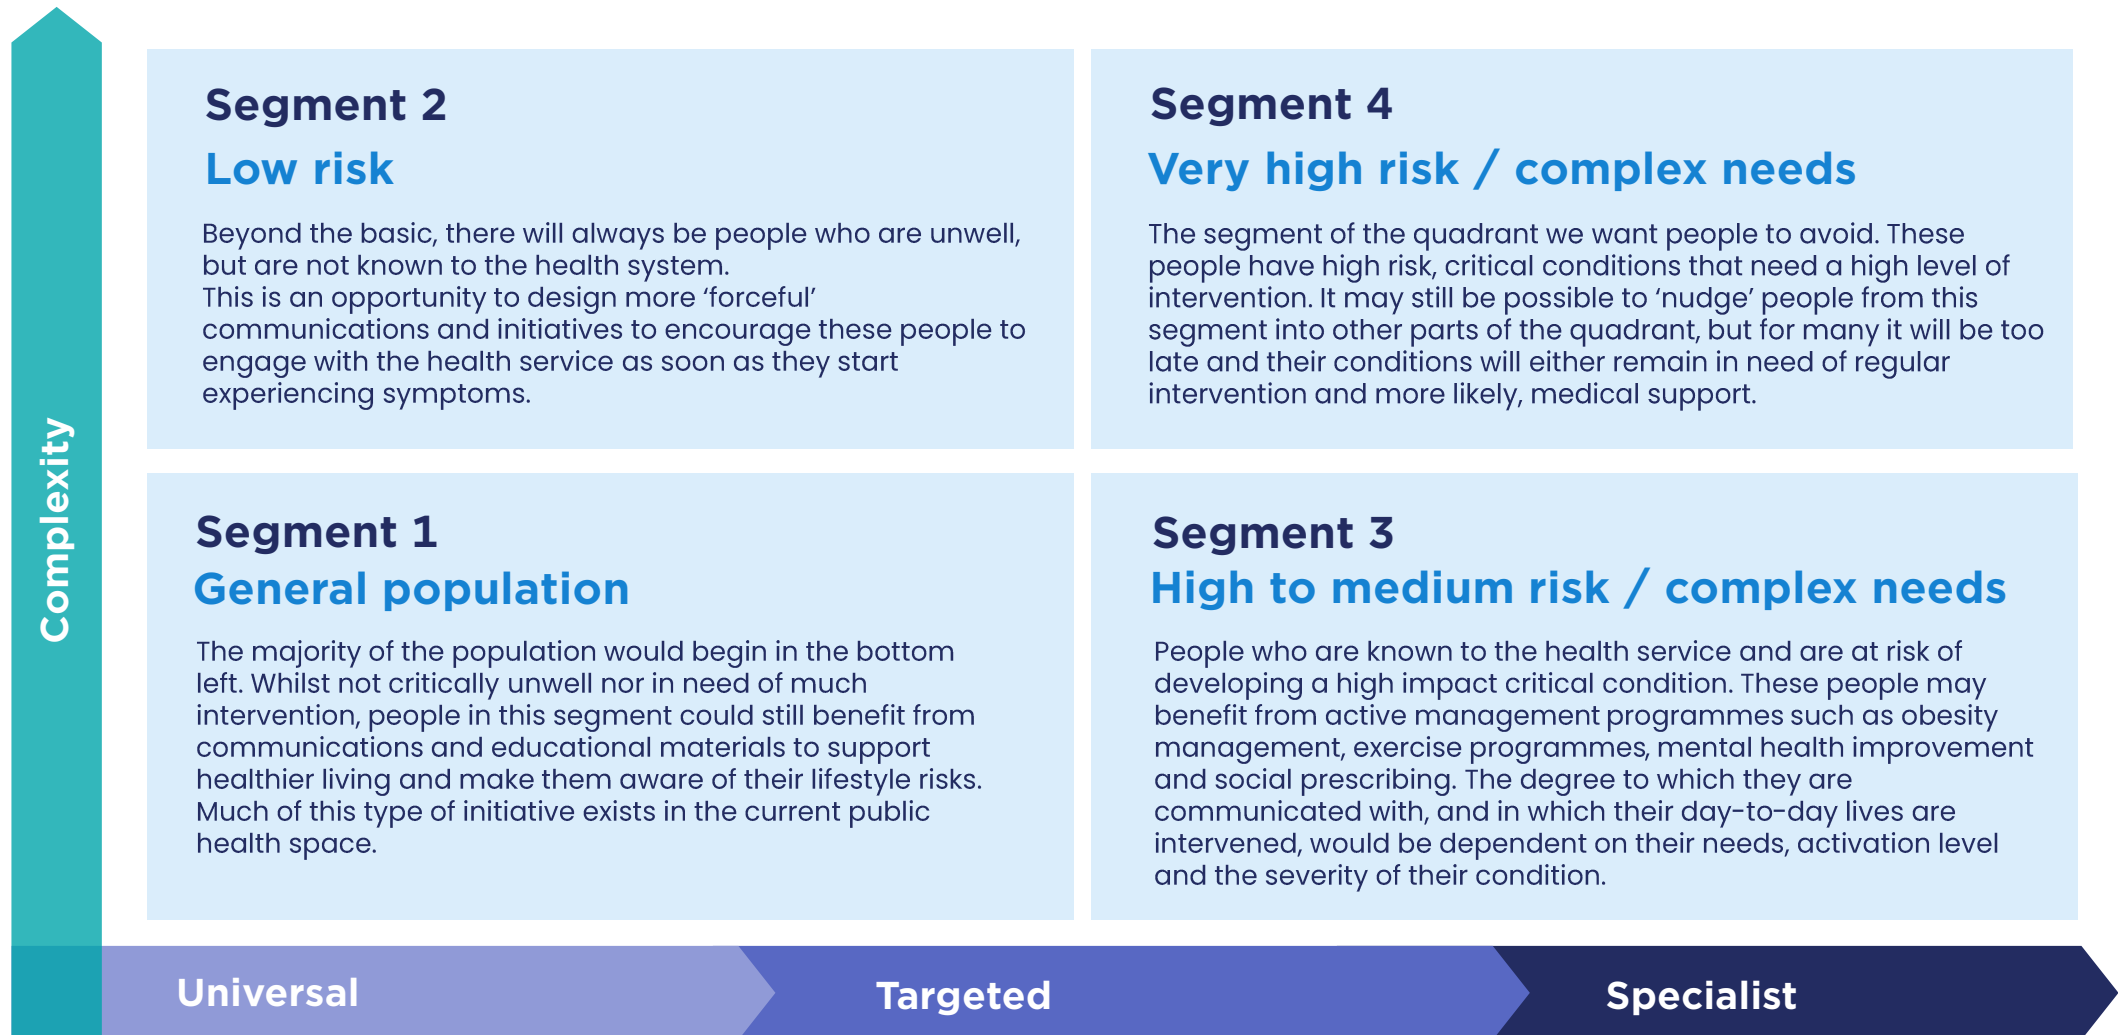 Segment 2
Low risk
Beyond the basic, there will always be people who are unwell,
but are not known to the health system.
This is an opportunity to design more ‘forceful’
communications and initiatives to encourage these people to
engage with the health service as soon as they start
experiencing symptoms.
Segment 4
Very high risk / complex needs
The segment of the quadrant we want people to avoid. These
people have high risk, critical conditions that need a high level of
intervention. It may still be possible to ‘nudge’ people from this
segment into other parts of the quadrant, but for many it will be too
late and their conditions will either remain in need of regular
intervention and more likely, medical support.
Complexity
Segment 1
General population
The majority of the population would begin in the bottom
left. Whilst not critically unwell nor in need of much
intervention, people in this segment could still benefit from
communications and educational materials to support
healthier living and make them aware of their lifestyle risks.
Much of this type of initiative exists in the current public
health space.
Segment 3
High to medium risk / complex needs
People who are known to the health service and are at risk of
developing a high impact critical condition. These people may
benefit from active management programmes such as obesity
management, exercise programmes, mental health improvement
and social prescribing. The degree to which they are
communicated with, and in which their day-to-day lives are
intervened, would be dependent on their needs, activation level
and the severity of their condition.
Universal
Targeted
Specialist